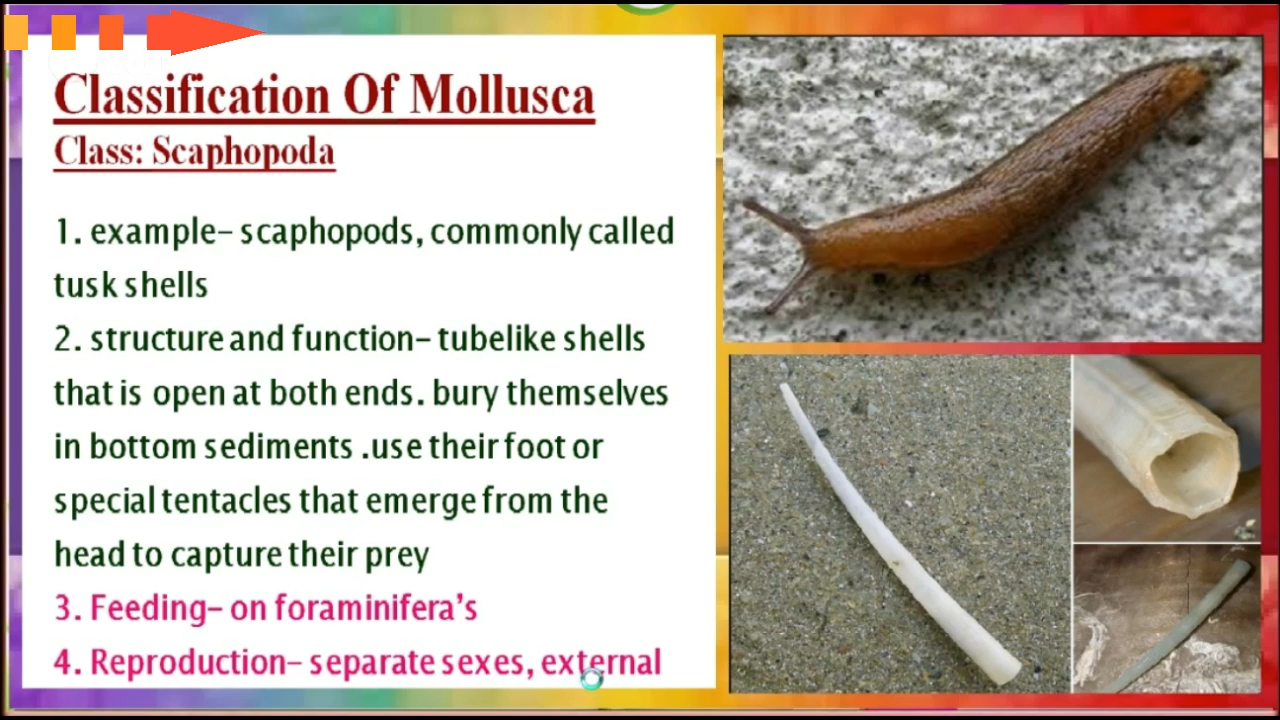 Classification Of Mollusca
Class: Scaphopoda
1. example– scaphopods, commonly called
tusk shells
2. structure and function– tubelike shells
that is open at both ends. bury themselves
in bottom sediments .use their foot or
special tentacles that emerge from the
head to capture their prey
3. Feeding– on foraminifera’s
4. Reproduction– separate sexes, external